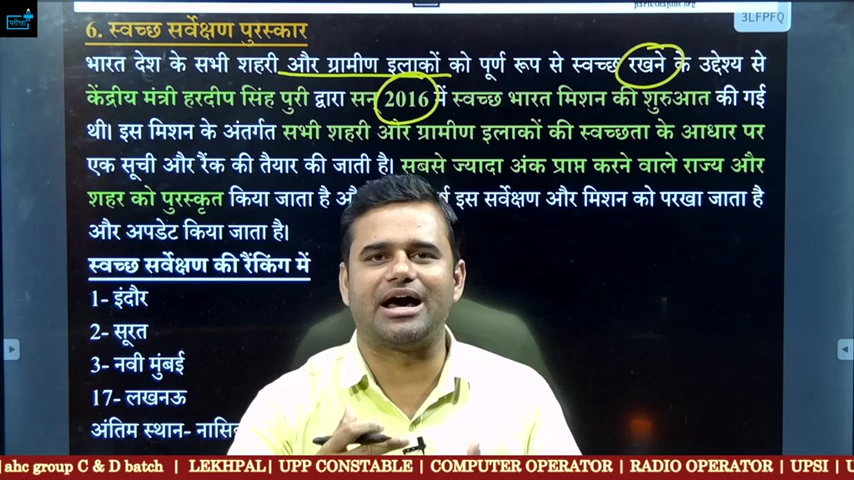 परीक्षा
parikshaphic.org
3LFPFQ
6. स्वच्छ सर्वेक्षण पुरस्कार
भारत देश के सभी शहरी और ग्रामीण इलाकों को पूर्ण रूप से स्वच्छ रखने के उद्देश्य से
केंद्रीय मंत्री हरदीप सिंह पुरी द्वारा सन 2016 में स्वच्छ भारत मिशन की शुरुआत की गई
थी। इस मिशन के अंतर्गत सभी शहरी और ग्रामीण इलाकों की स्वच्छता के आधार पर
एक सूची और रैंक की तैयार की जाती है। सबसे ज्यादा अंक प्राप्त करने वाले राज्य और
शहर को पुरस्कृत किया जाता है इस सर्वेक्षण और मिशन को परखा जाता है
और अपडेट किया जाता है।
स्वच्छ सर्वेक्षण की रैंकिंग में
1- इंदौर
2- सूरत
3- नवी मुंबई
17- लखनऊ
अंतिम स्थान-
ahc group C & D batch | LEKHPAL| UPP CONSTABLE | COMPUTER OPERATOR | RADIO OPERATOR | UPSI |